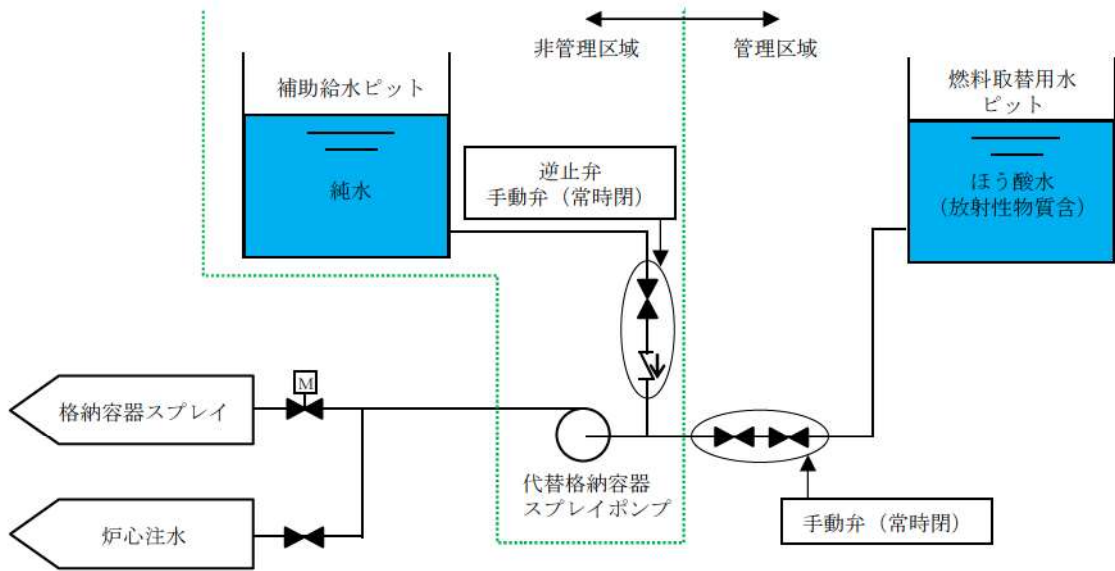 非管理区域
管理区域
補助給水ピット
純水
逆止弁
手動弁（常時閉）
燃料取替用水
ピット
ほう酸水
（放射性物質含）
M
格納容器スプレイ
代替格納容器
スプレイポンプ
炉心注水
手動弁（常時閉）